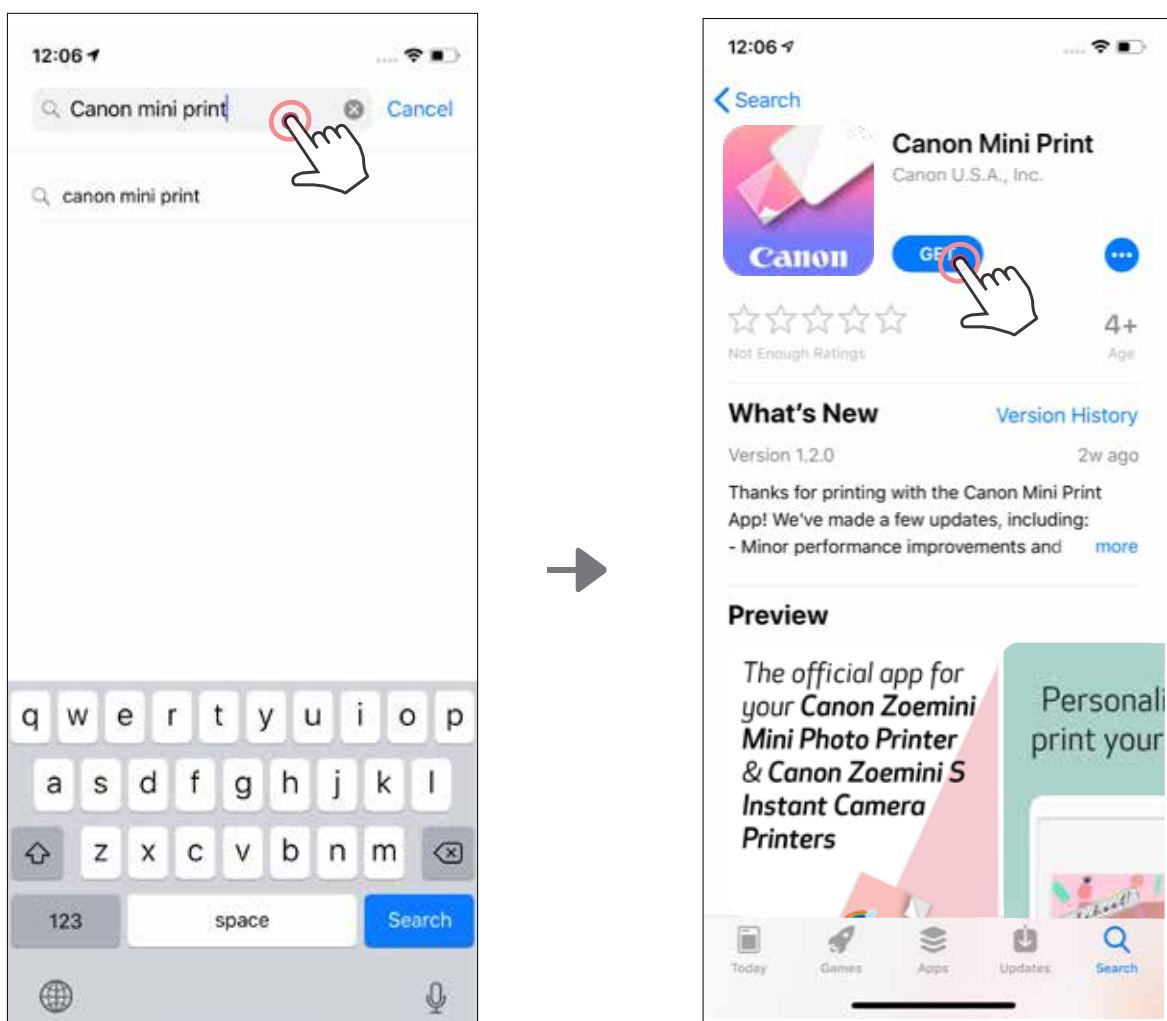 12:06
Canon mini print
Cancel
canon mini print
q w e r t y u i o p
a s d f g h j k l
z x c v b n m
123 space Search
12:06
Search
Canon Mini Print
Canon U.S.A., Inc.
Canon
GET
4+
Not Enough Ratings
Age
What's New Version History
Version 1.2.0 2w ago
Thanks for printing with the Canon Mini Print
App! We've made a few updates, including:
- Minor performance improvements and more
Preview
The official app for
your Canon Zoemini
Mini Photo Printer
& Canon Zoemini S
Instant Camera
Printers
Personali
print your
Today Games Apps Updates Search